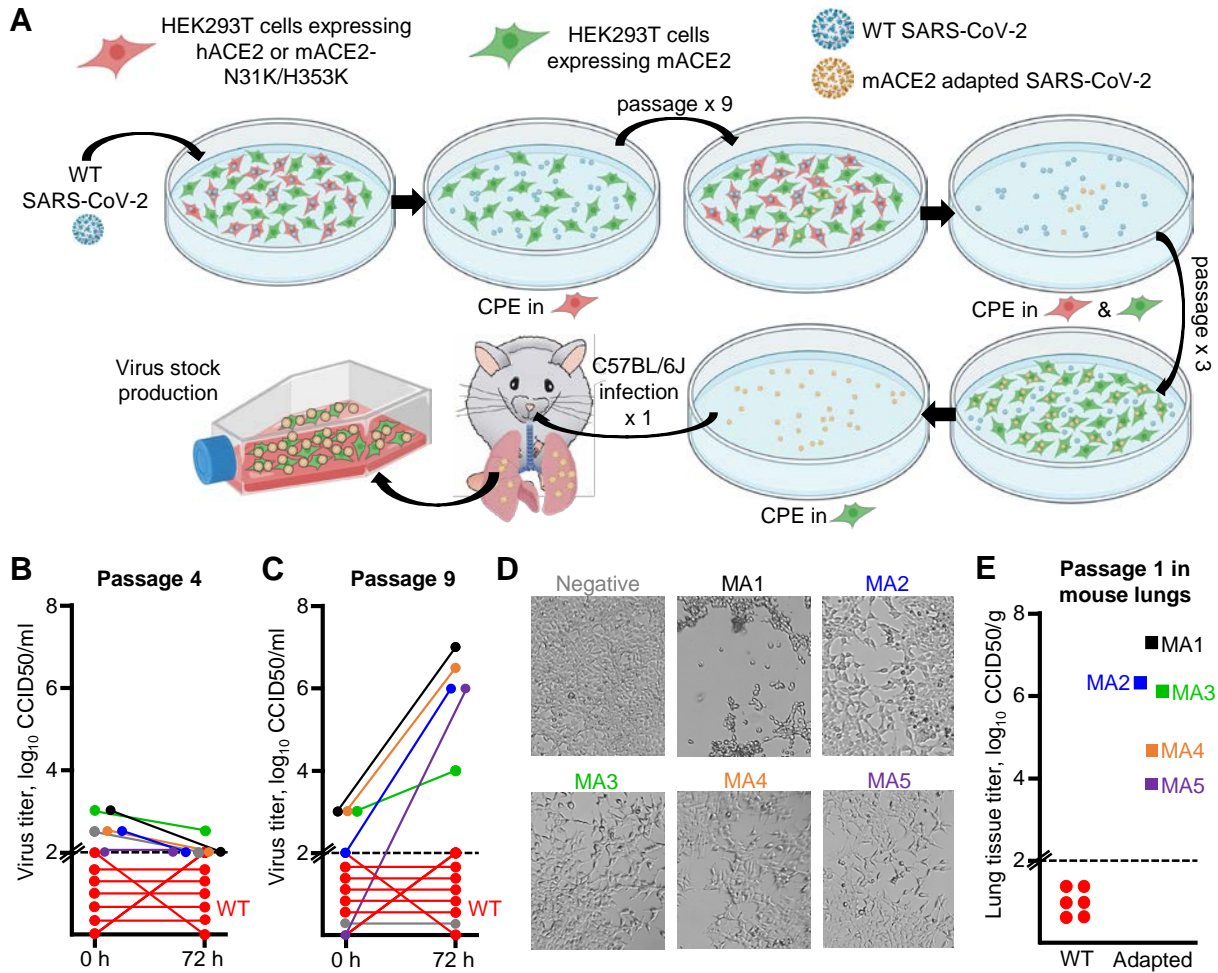 A
HEK293T cells expressing
hACE2 or mACE2-
N31K/H353K
HEK293T cells
expressing mACE2
WT SARS-CoV-2
mACE2 adapted SARS-CoV-2
passage x 9
WT
SARS-CoV-2
CPE in
CPE in
&
passage x 3
Virus stock
production
C57BL/6J
infection
x 1
CPE in
B
Passage 4
Virus titer, log10 CCID50/ml
8
6
4
2
WT
0 h
72 h
C
Passage 9
Virus titer, log10 CCID50/ml
8
6
4
2
WT
0 h
72 h
D
Negative
MA1
MA2
MA3
MA4
MA5
E
Passage 1 in
mouse lungs
Lung tissue titer, log10 CCID50/g
8
6
4
2
MA1
MA2
MA3
MA4
MA5
WT
Adapted